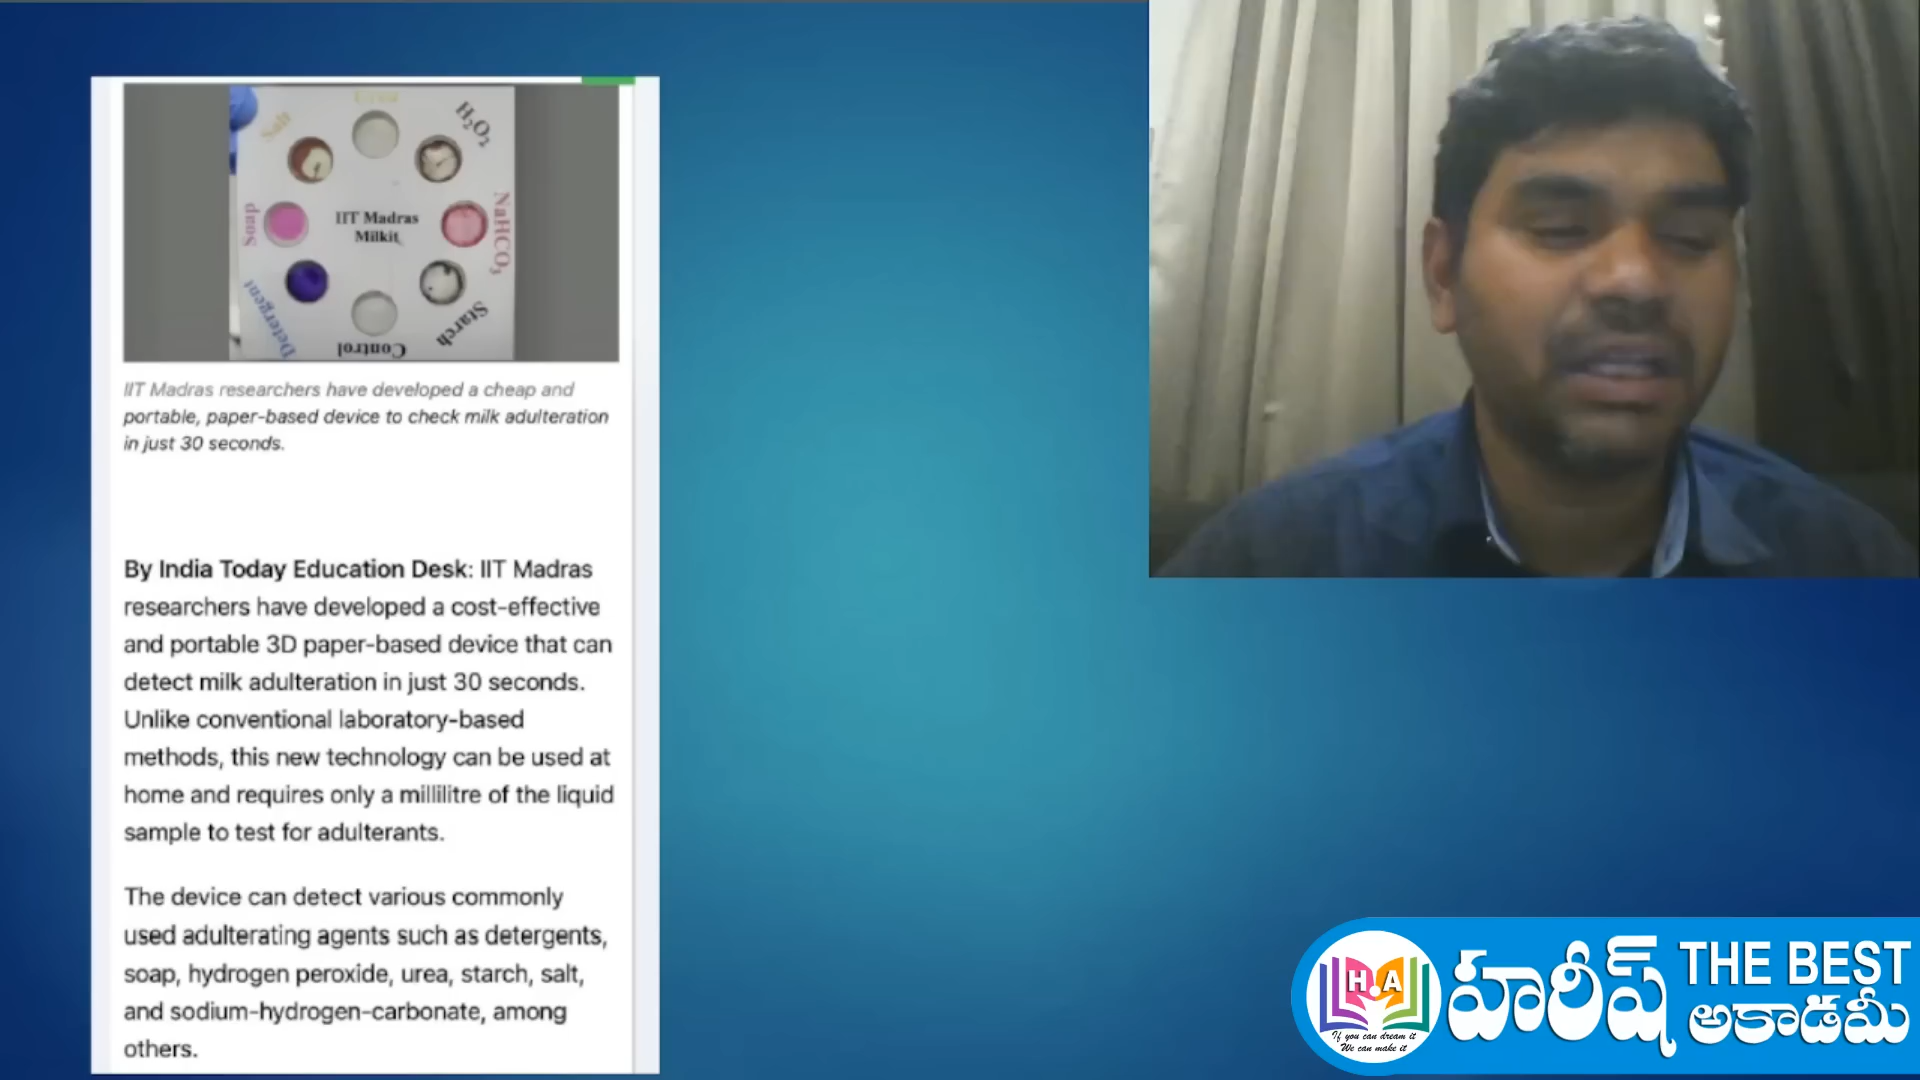 Urea
Salt
H₂O₂
Soap
IIT Madras
Milkit
NaHCO₃
Detergent
Starch
Control
IIT Madras researchers have developed a cheap and
portable, paper-based device to check milk adulteration
in just 30 seconds.
By India Today Education Desk: IIT Madras
researchers have developed a cost-effective
and portable 3D paper-based device that can
detect milk adulteration in just 30 seconds.
Unlike conventional laboratory-based
methods, this new technology can be used at
home and requires only a millilitre of the liquid
sample to test for adulterants.
The device can detect various commonly
used adulterating agents such as detergents,
soap, hydrogen peroxide, urea, starch, salt,
and sodium-hydrogen-carbonate, among
others.
H.A
If you can dream it
We can make it
హరీష్ THE BEST
అకాడమీ